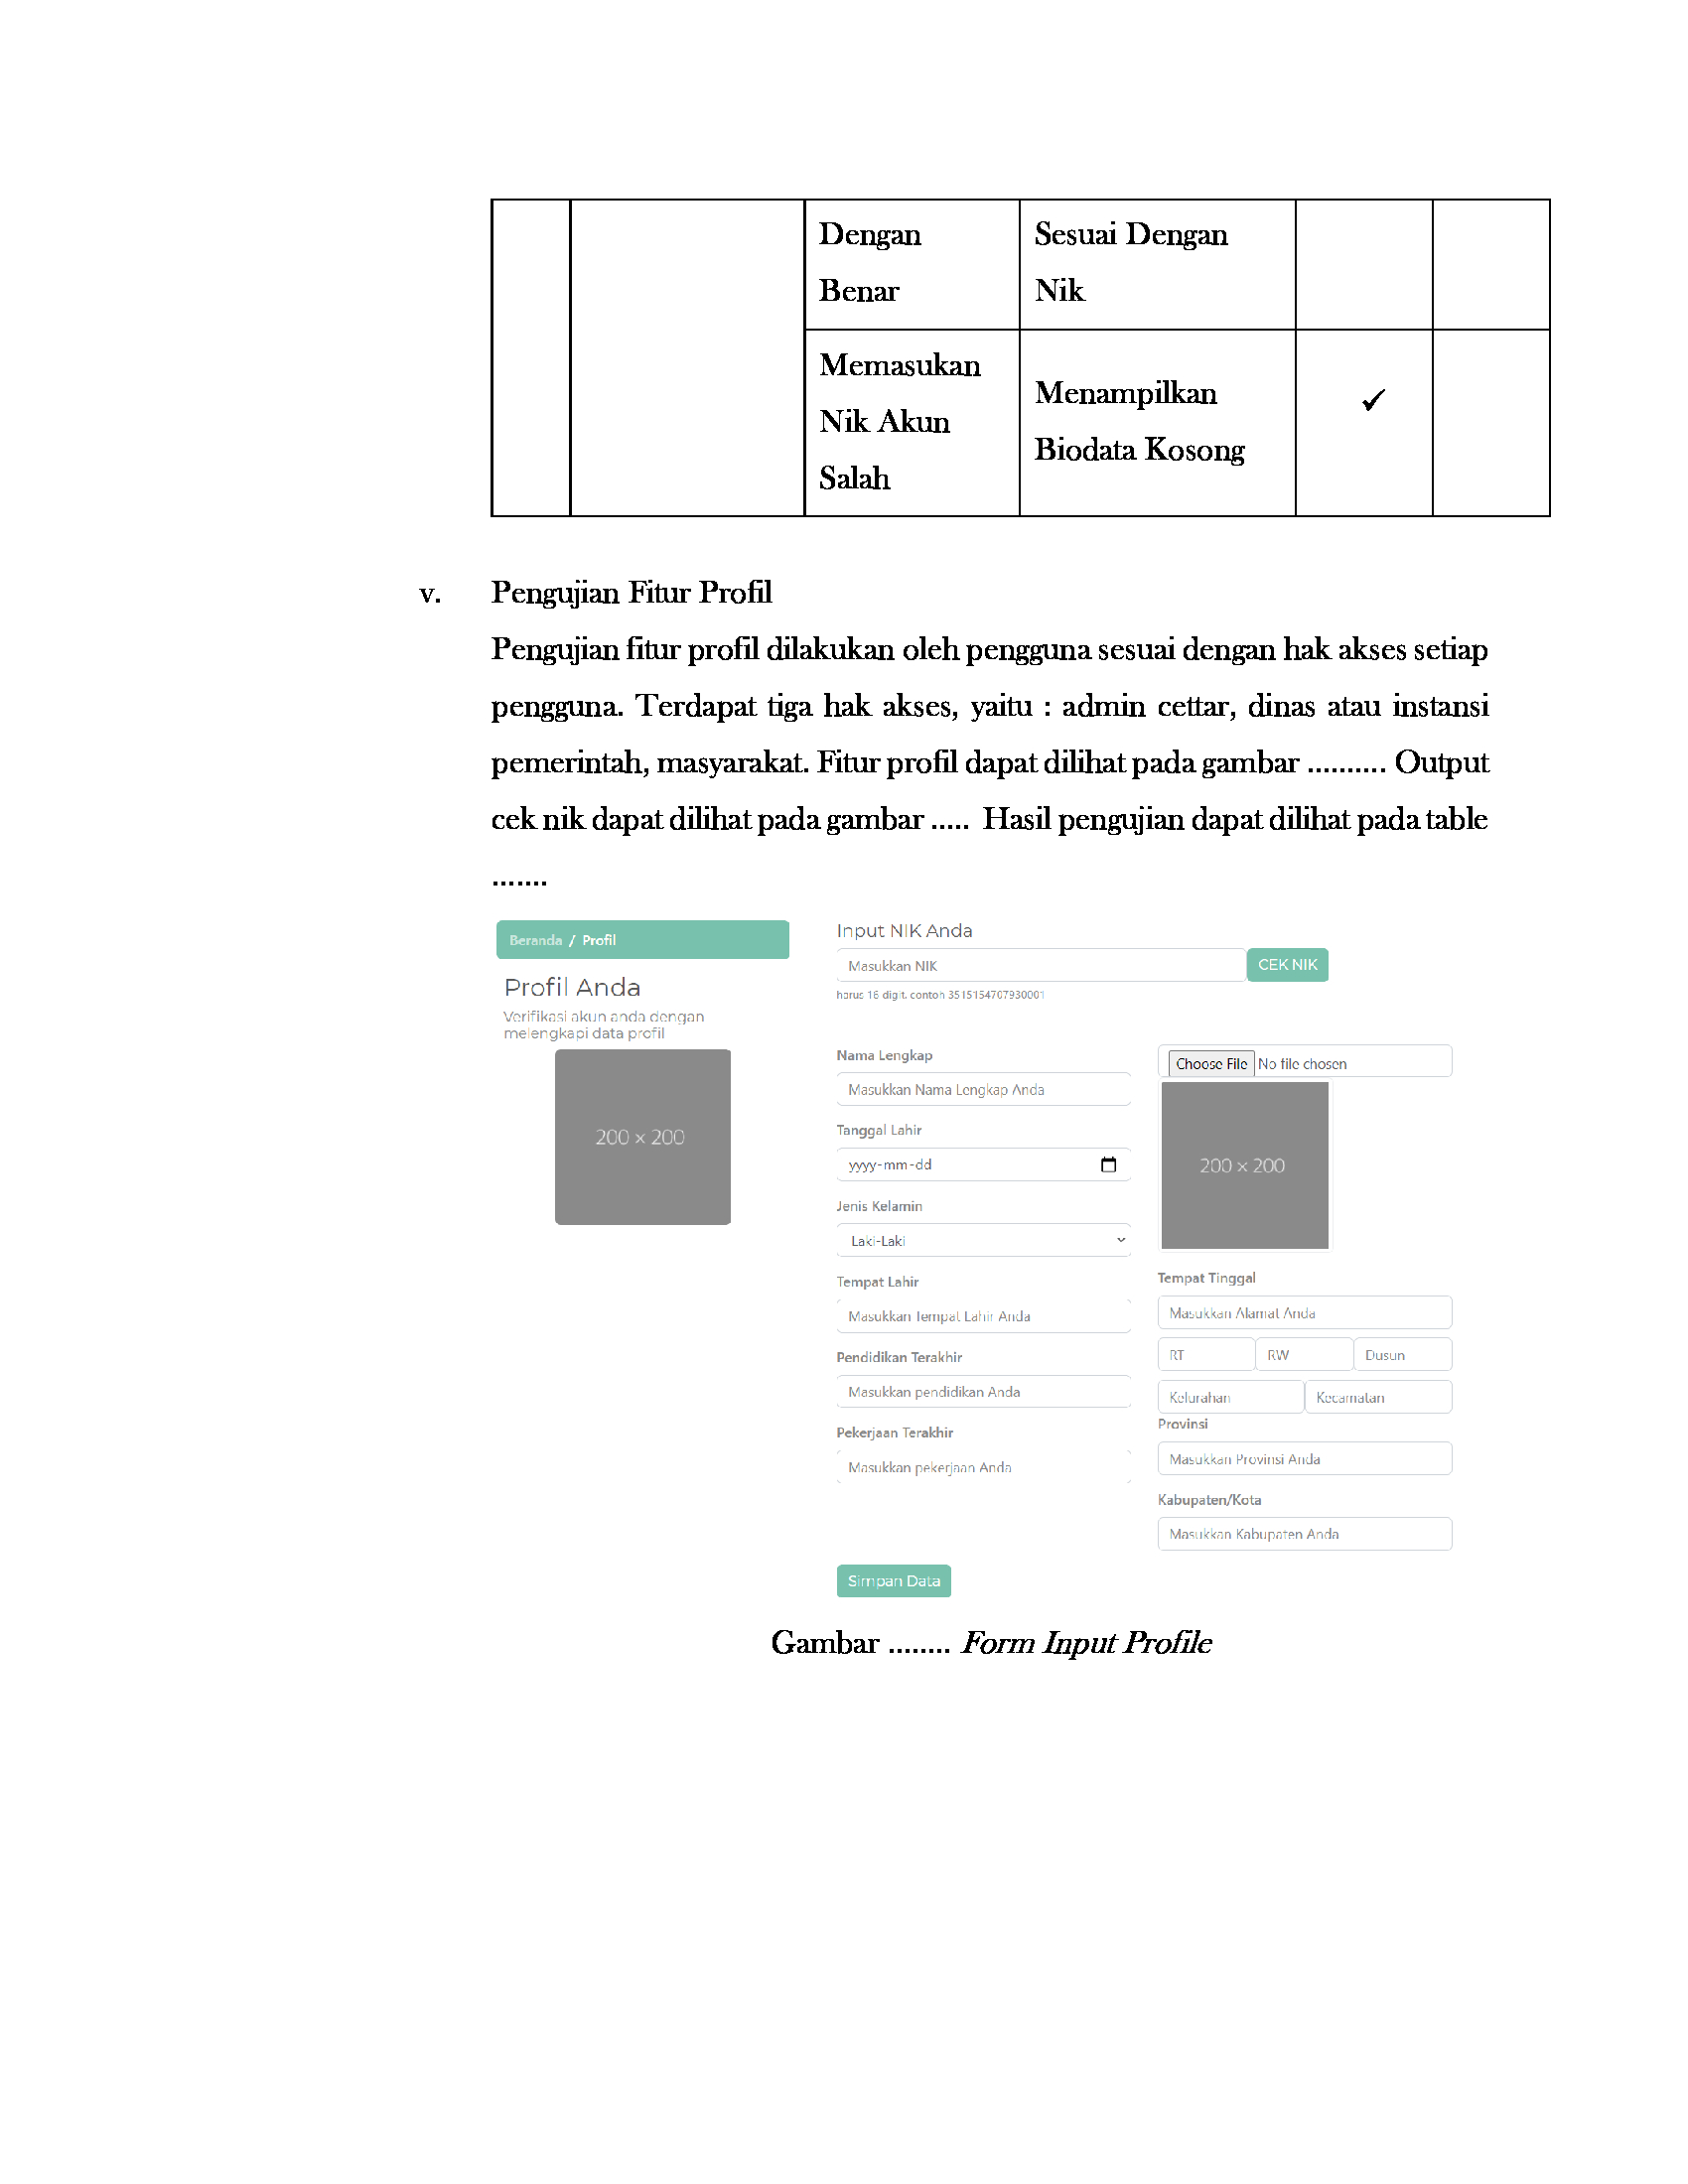 Dengan
Benar
Sesuai Dengan
Nik
Memasukan
Nik Akun
Salah
Menampilkan
Biodata Kosong
✓
v. Pengujian Fitur Profil
Pengujian fitur profil dilakukan oleh pengguna sesuai dengan hak akses setiap
pengguna. Terdapat tiga hak akses, yaitu : admin cettar, dinas atau instansi
pemerintah, masyarakat. Fitur profil dapat dilihat pada gambar .......... Output
cek nik dapat dilihat pada gambar ..... Hasil pengujian dapat dilihat pada table
.......
Beranda / Profil
Profil Anda
Verifikasi akun anda dengan
melengkapi data profil
200 × 200
Input NIK Anda
Masukkan NIK
CEK NIK
harus 16 digit, contoh 3515154707930001
Nama Lengkap
Masukkan Nama Lengkap Anda
Tanggal Lahir
yyyy-mm-dd
Jenis Kelamin
Laki-Laki
Tempat Lahir
Masukkan Tempat Lahir Anda
Pendidikan Terakhir
Masukkan pendidikan Anda
Pekerjaan Terakhir
Masukkan pekerjaan Anda
Choose File No file chosen
200 × 200
Tempat Tinggal
Masukkan Alamat Anda
RT RW Dusun
Kelurahan Kecamatan
Provinsi
Masukkan Provinsi Anda
Kabupaten/Kota
Masukkan Kabupaten Anda
Simpan Data
Gambar ........ Form Input Profile